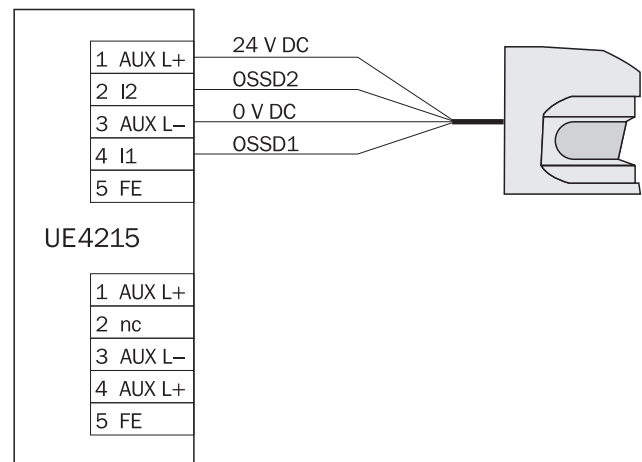 24 V DC
1 AUX L+
OSSD2
2 I2
0 V DC
3 AUX L–
OSSD1
4 I1
5 FE
UE4215
1 AUX L+
2 nc
3 AUX L–
4 AUX L+
5 FE